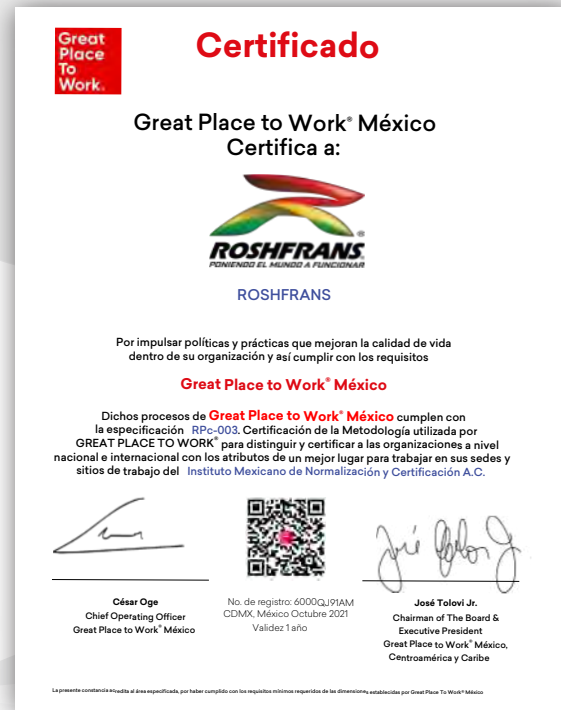 Great
Place
To
Work.
Certificado
Great Place to Work® México
Certifica a:
ROSHFRANS®
PONIENDO EL MUNDO A FUNCIONAR
ROSHFRANS
Por impulsar políticas y prácticas que mejoran la calidad de vida
dentro de su organización y así cumplir con los requisitos
Great Place to Work® México
Dichos procesos de Great Place to Work® México cumplen con
la especificación RPc-003. Certificación de la Metodología utilizada por
GREAT PLACE TO WORK® para distinguir y certificar a las organizaciones a nivel
nacional e internacional con los atributos de un mejor lugar para trabajar en sus sedes y
sitios de trabajo del Instituto Mexicano de Normalización y Certificación A.C.
José Tolovi Jr
César Oge
Chief Operating Officer
Great Place to Work® México
No. de registro: 6000QJ91AM
CDMX, México Octubre 2021
Validez 1 año
José Tolovi Jr.
Chairman of The Board &
Executive President
Great Place to Work® México,
Centroamérica y Caribe
La presente constancia acredita al área especificada, por haber cumplido con los requisitos mínimos requeridos de las dimensiones establecidas por Great Place To Work® México